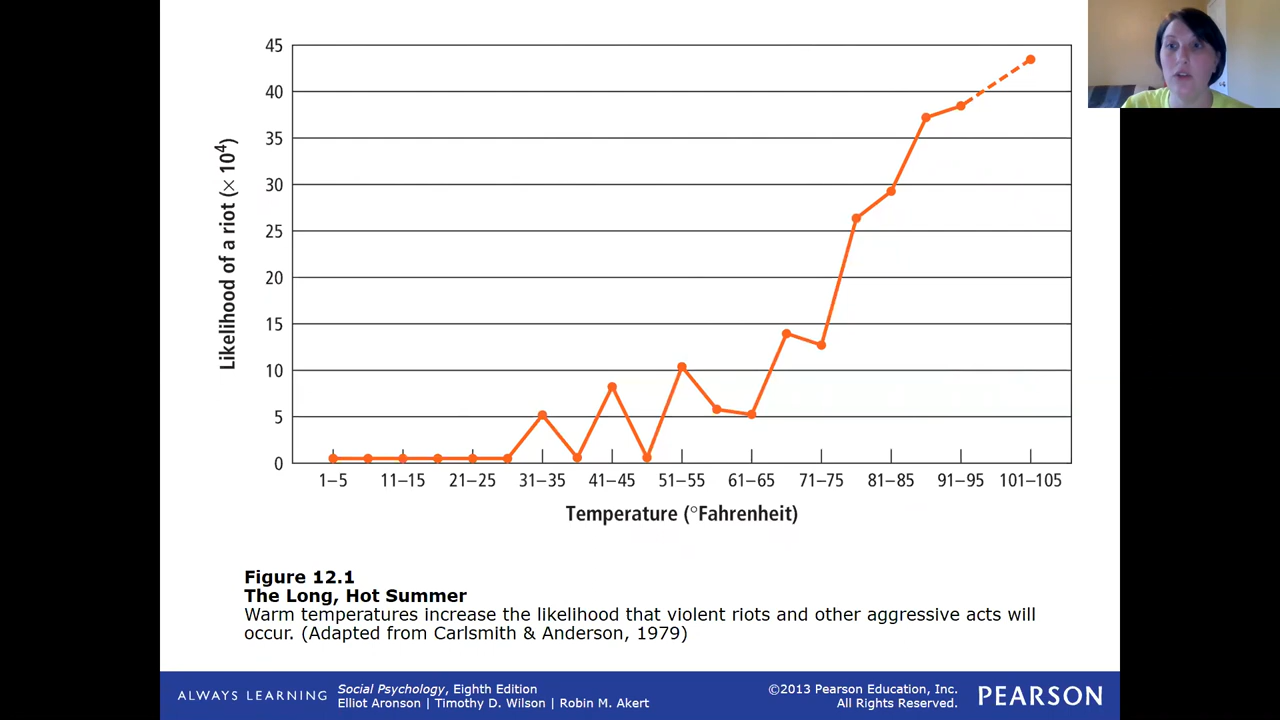 45
40
35
30
25
20
15
10
5
0
Likelihood of a riot (× 10⁴)
1–5 11–15 21–25 31–35 41–45 51–55 61–65 71–75 81–85 91–95 101–105
Temperature (°Fahrenheit)
Figure 12.1
The Long, Hot Summer
Warm temperatures increase the likelihood that violent riots and other aggressive acts will
occur. (Adapted from Carlsmith & Anderson, 1979)
ALWAYS LEARNING
Social Psychology, Eighth Edition
Elliot Aronson | Timothy D. Wilson | Robin M. Akert
©2013 Pearson Education, Inc.
All Rights Reserved.
PEARSON